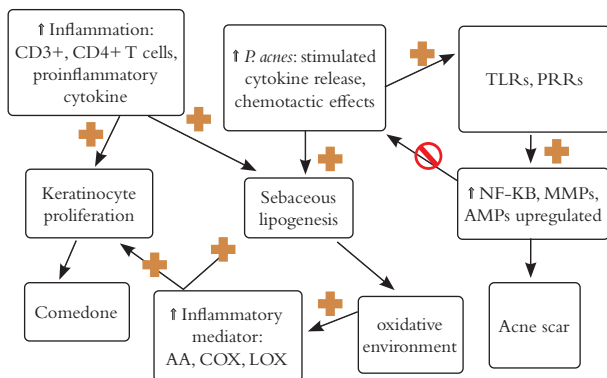 ⇑ Inflammation:
CD3+, CD4+ T cells,
proinflammatory
cytokine
⇑ P. acnes: stimulated
cytokine release,
chemotactic effects
TLRs, PRRs
Keratinocyte
proliferation
Sebaceous
lipogenesis
⇑ NF-KB, MMPs,
AMPs upregulated
Comedone
⇑ Inflammatory
mediator:
AA, COX, LOX
oxidative
environment
Acne scar